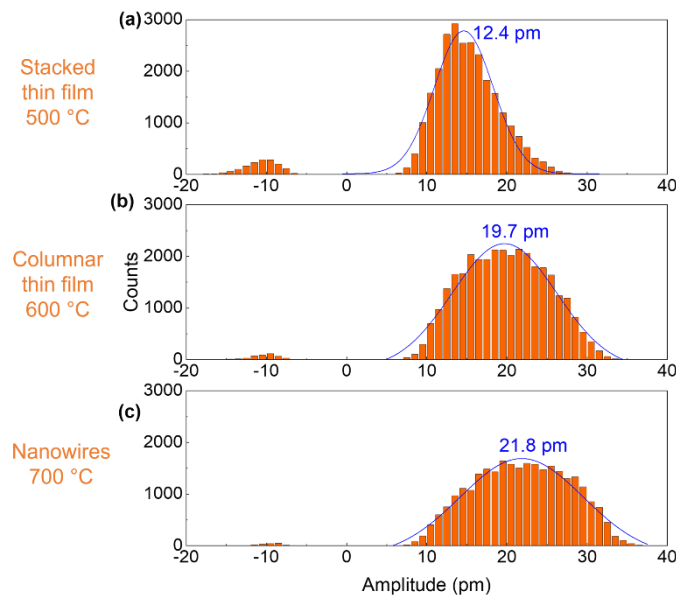 (a)
Stacked
thin film
500 °C
3000
2000
1000
0
12.4 pm
-20
-10
0
10
20
30
40
(b)
Columnar
thin film
600 °C
Counts
3000
2000
1000
0
19.7 pm
-20
-10
0
10
20
30
40
(c)
Nanowires
700 °C
3000
2000
1000
0
21.8 pm
-20
-10
0
10
20
30
40
Amplitude (pm)